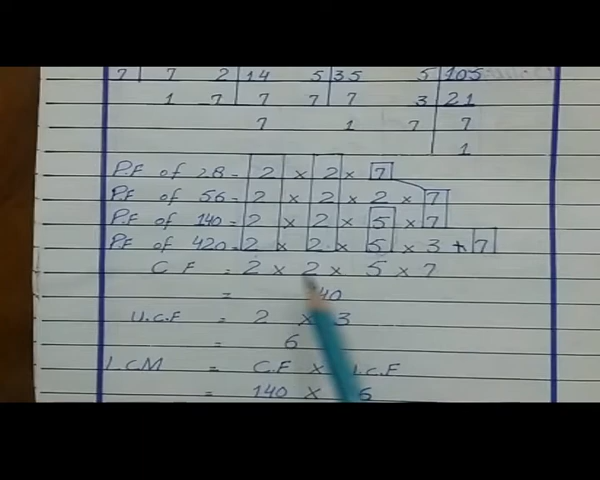 7 | 7 2 | 14 5 | 35 5 | 105
1 7 | 7 7 | 7 3 | 21
7 1 7 | 7
1
P.F of 28 = 2 × 2 × 7
P.F of 56 = 2 × 2 × 2 × 7
P.F of 140 = 2 × 2 × 5 × 7
P.F of 420 = 2 × 2 × 5 × 3 × 7
C F = 2 × 2 × 5 × 7
= 40
U.C.F = 2 × 3
= 6
L.C.M = C.F × .C.F
= 140 × 6